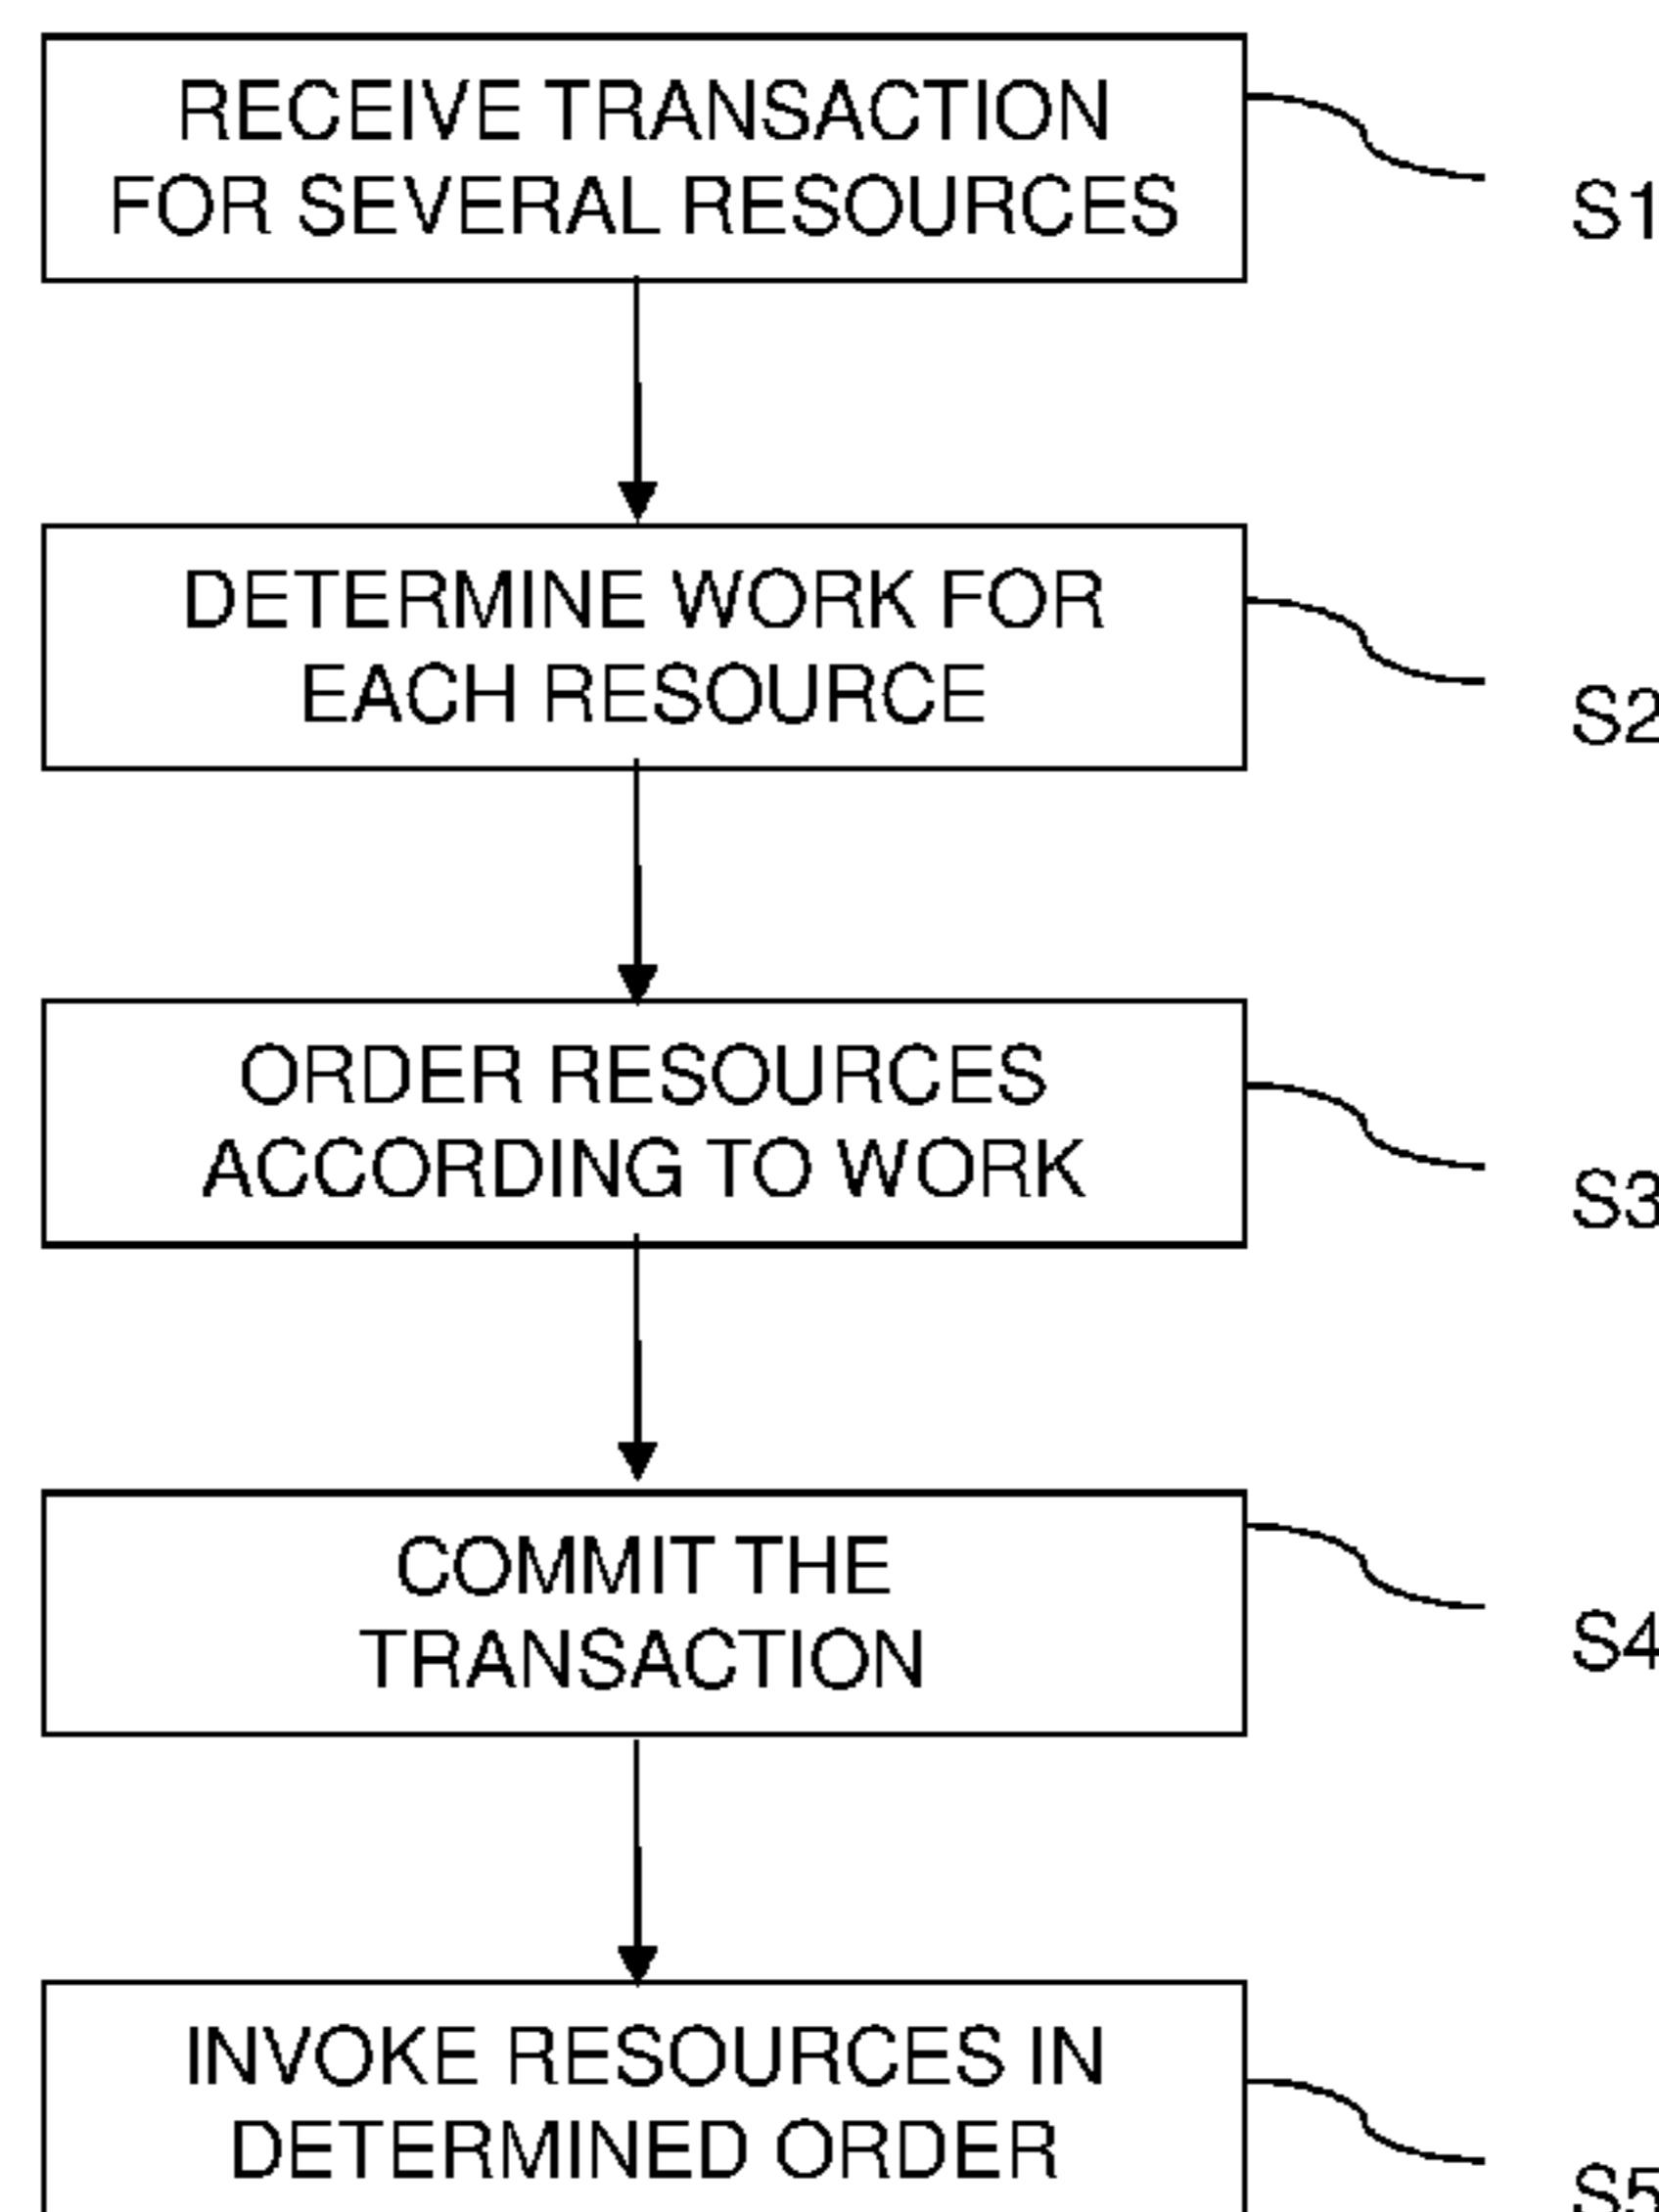 RECEIVE TRANSACTION
FOR SEVERAL RESOURCES
S1
DETERMINE WORK FOR
EACH RESOURCE
S2
ORDER RESOURCES
ACCORDING TO WORK
S3
COMMIT THE
TRANSACTION
S4
INVOKE RESOURCES IN
DETERMINED ORDER
S5